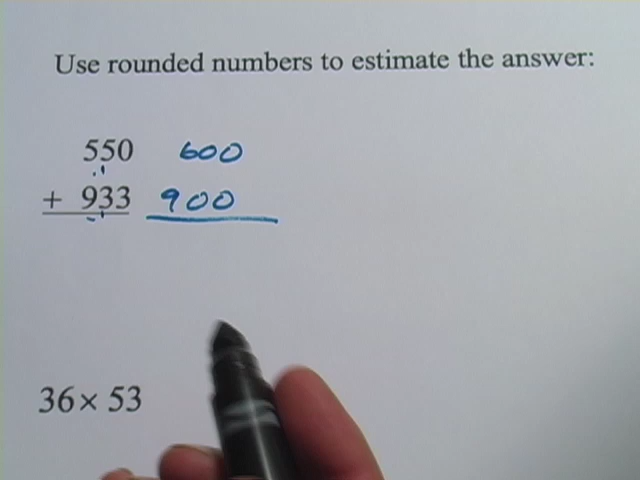 Use rounded numbers to estimate the answer:
550 600
+ 933 900
36× 53